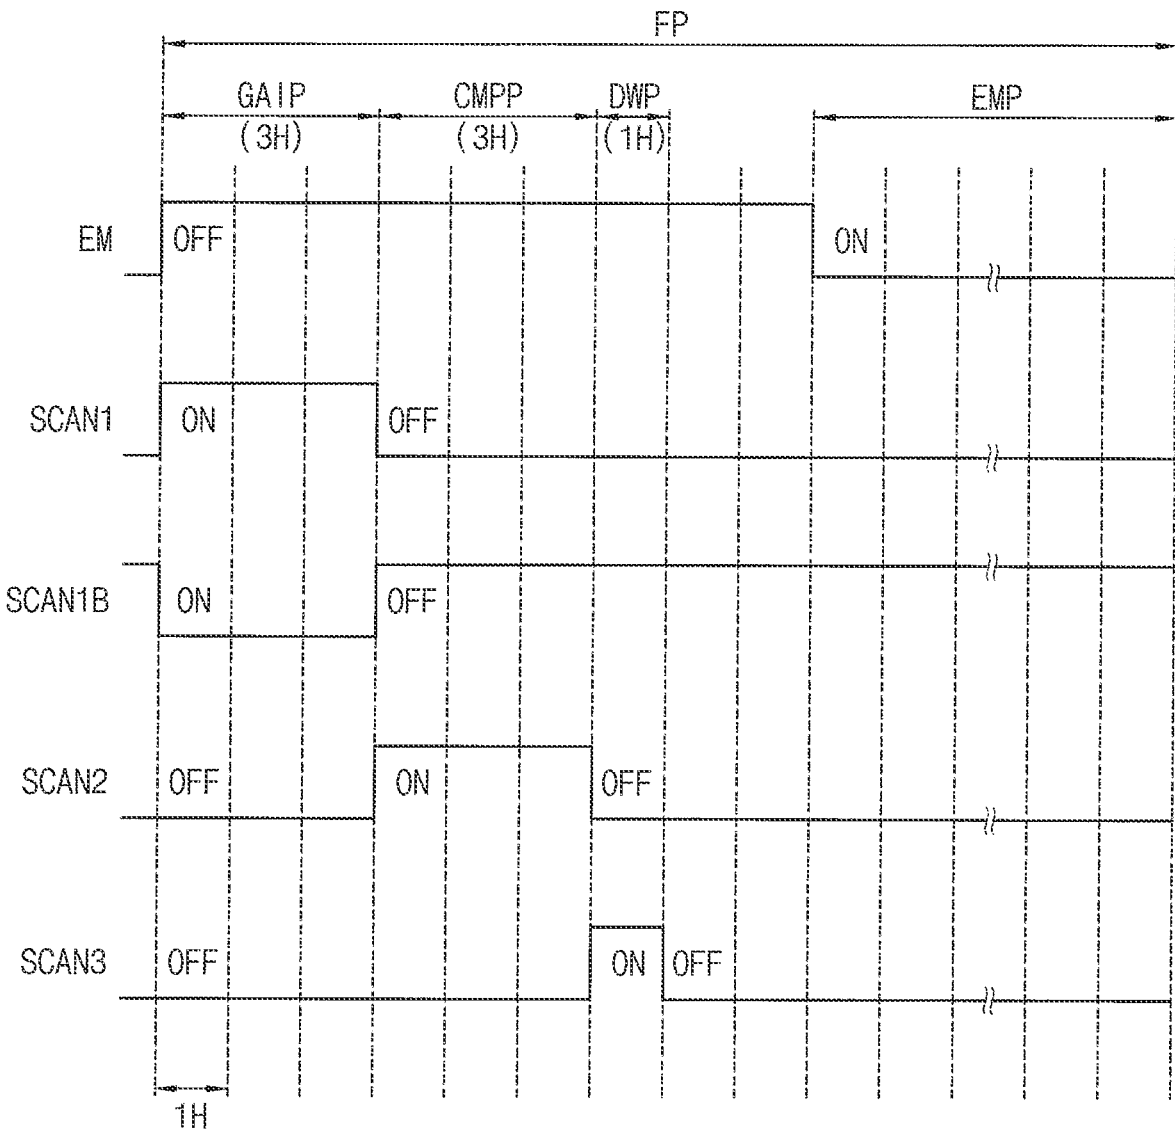 FP
GAIP CMPP DWP EMP
(3H) (3H) (1H)
EM OFF ON
SCAN1 ON OFF
SCAN1B ON OFF
SCAN2 OFF ON OFF
SCAN3 OFF ON OFF
1H